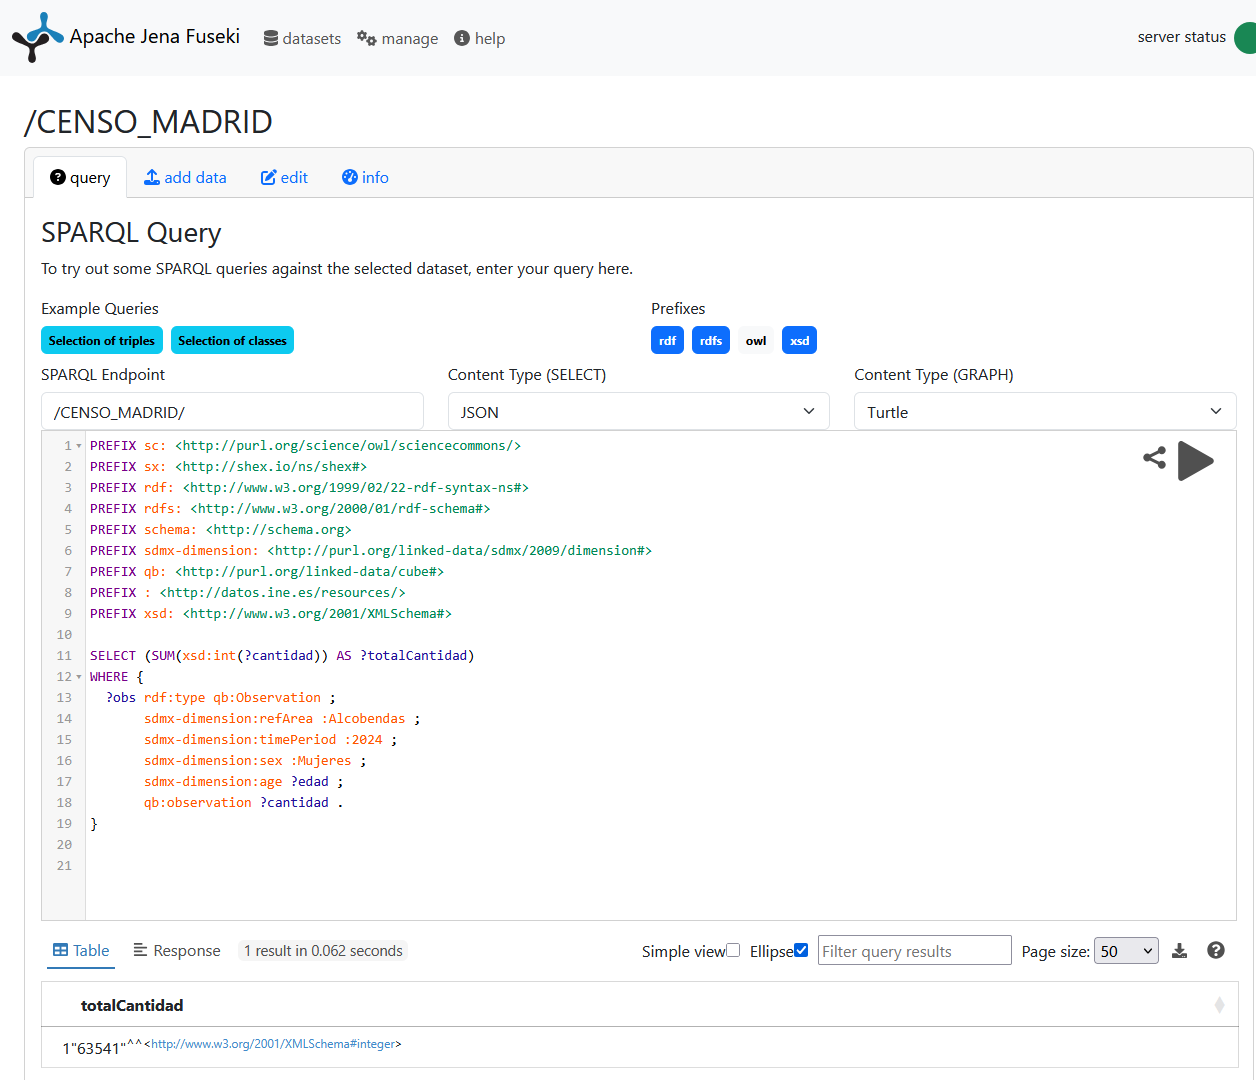 Apache Jena Fuseki datasets manage help server status
/CENSO_MADRID
query add data edit info
SPARQL Query
To try out some SPARQL queries against the selected dataset, enter your query here.
Example Queries Prefixes
Selection of triples Selection of classes rdf rdfs owl xsd
SPARQL Endpoint Content Type (SELECT) Content Type (GRAPH)
/CENSO_MADRID/ JSON Turtle
1 PREFIX sc: <http://purl.org/science/owl/sciencecommons/>
2 PREFIX sx: <http://shex.io/ns/shex#>
3 PREFIX rdf: <http://www.w3.org/1999/02/22-rdf-syntax-ns#>
4 PREFIX rdfs: <http://www.w3.org/2000/01/rdf-schema#>
5 PREFIX schema: <http://schema.org>
6 PREFIX sdmx-dimension: <http://purl.org/linked-data/sdmx/2009/dimension#>
7 PREFIX qb: <http://purl.org/linked-data/cube#>
8 PREFIX : <http://datos.ine.es/resources/>
9 PREFIX xsd: <http://www.w3.org/2001/XMLSchema#>
10
11 SELECT (SUM(xsd:int(?cantidad)) AS ?totalCantidad)
12 WHERE {
13 ?obs rdf:type qb:Observation ;
14 sdmx-dimension:refArea :Alcobendas ;
15 sdmx-dimension:timePeriod :2024 ;
16 sdmx-dimension:sex :Mujeres ;
17 sdmx-dimension:age ?edad ;
18 qb:observation ?cantidad .
19 }
20
21
Table Response 1 result in 0.062 seconds Simple view Ellipse Filter query results Page size: 50
totalCantidad
1 "63541"^^<http://www.w3.org/2001/XMLSchema#integer>